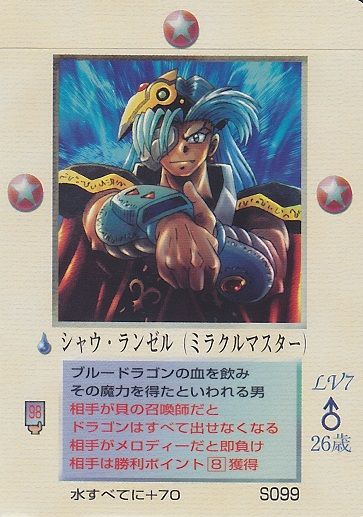 シャウ・ランゼル (ミラクルマスター)
ブルードラゴンの血を飲み
その魔力を得たといわれる男
相手が貝の召喚師だと
ドラゴンはすべて出せなくなる
相手がメロディーだと即負け
相手は勝利ポイント8獲得
LV7
♂
26歳
98
水すべてに+70
S099